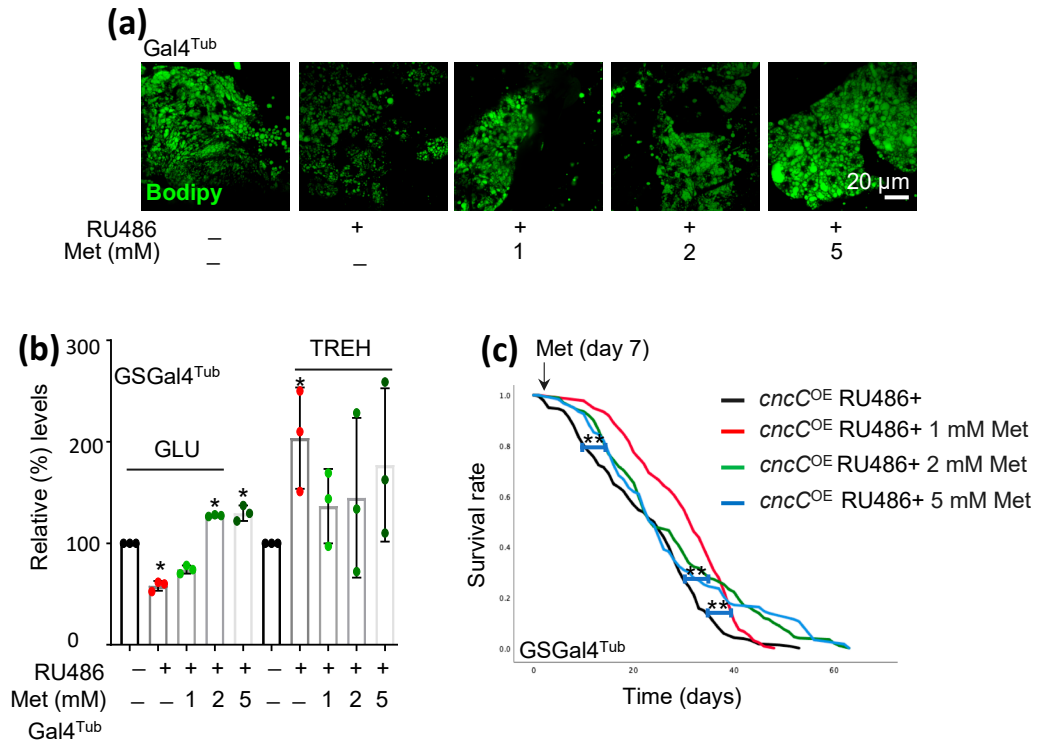 (a)
Gal4ᵀᵘᵇ
Bodipy
20 µm
RU486 – + + + +
Met (mM) – – 1 2 5
(b)
300
200
100
0
Relative (%) levels
GSGal4ᵀᵘᵇ
GLU
TREH
* * * *
RU486 – + + + + – + + + +
Met (mM) – – 1 2 5 – – 1 2 5
Gal4ᵀᵘᵇ
(c)
Met (day 7)
cncCᴼᴱ RU486+
cncCᴼᴱ RU486+ 1 mM Met
cncCᴼᴱ RU486+ 2 mM Met
cncCᴼᴱ RU486+ 5 mM Met
**
**
**
Survival rate
1.0
0.8
0.6
0.4
0.2
0.0
GSGal4ᵀᵘᵇ
0 20 40 60
Time (days)